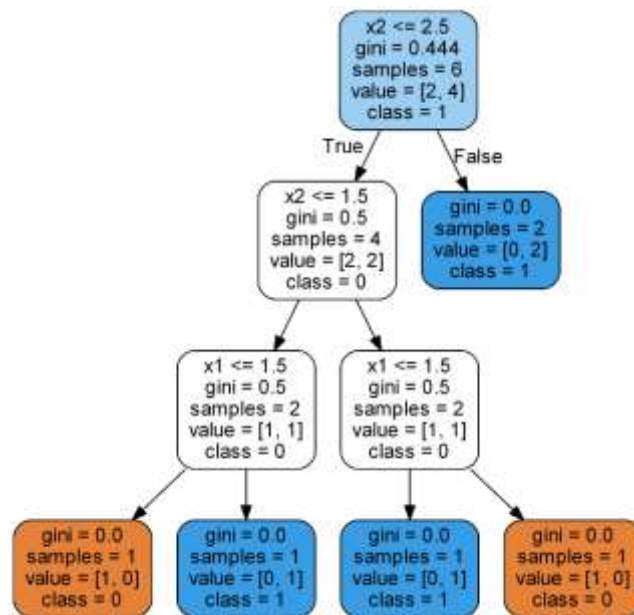 x2 <= 2.5
gini = 0.444
samples = 6
value = [2, 4]
class = 1
True
False
x2 <= 1.5
gini = 0.5
samples = 4
value = [2, 2]
class = 0
gini = 0.0
samples = 2
value = [0, 2]
class = 1
x1 <= 1.5
gini = 0.5
samples = 2
value = [1, 1]
class = 0
x1 <= 1.5
gini = 0.5
samples = 2
value = [1, 1]
class = 0
gini = 0.0
samples = 1
value = [1, 0]
class = 0
gini = 0.0
samples = 1
value = [0, 1]
class = 1
gini = 0.0
samples = 1
value = [0, 1]
class = 1
gini = 0.0
samples = 1
value = [1, 0]
class = 0